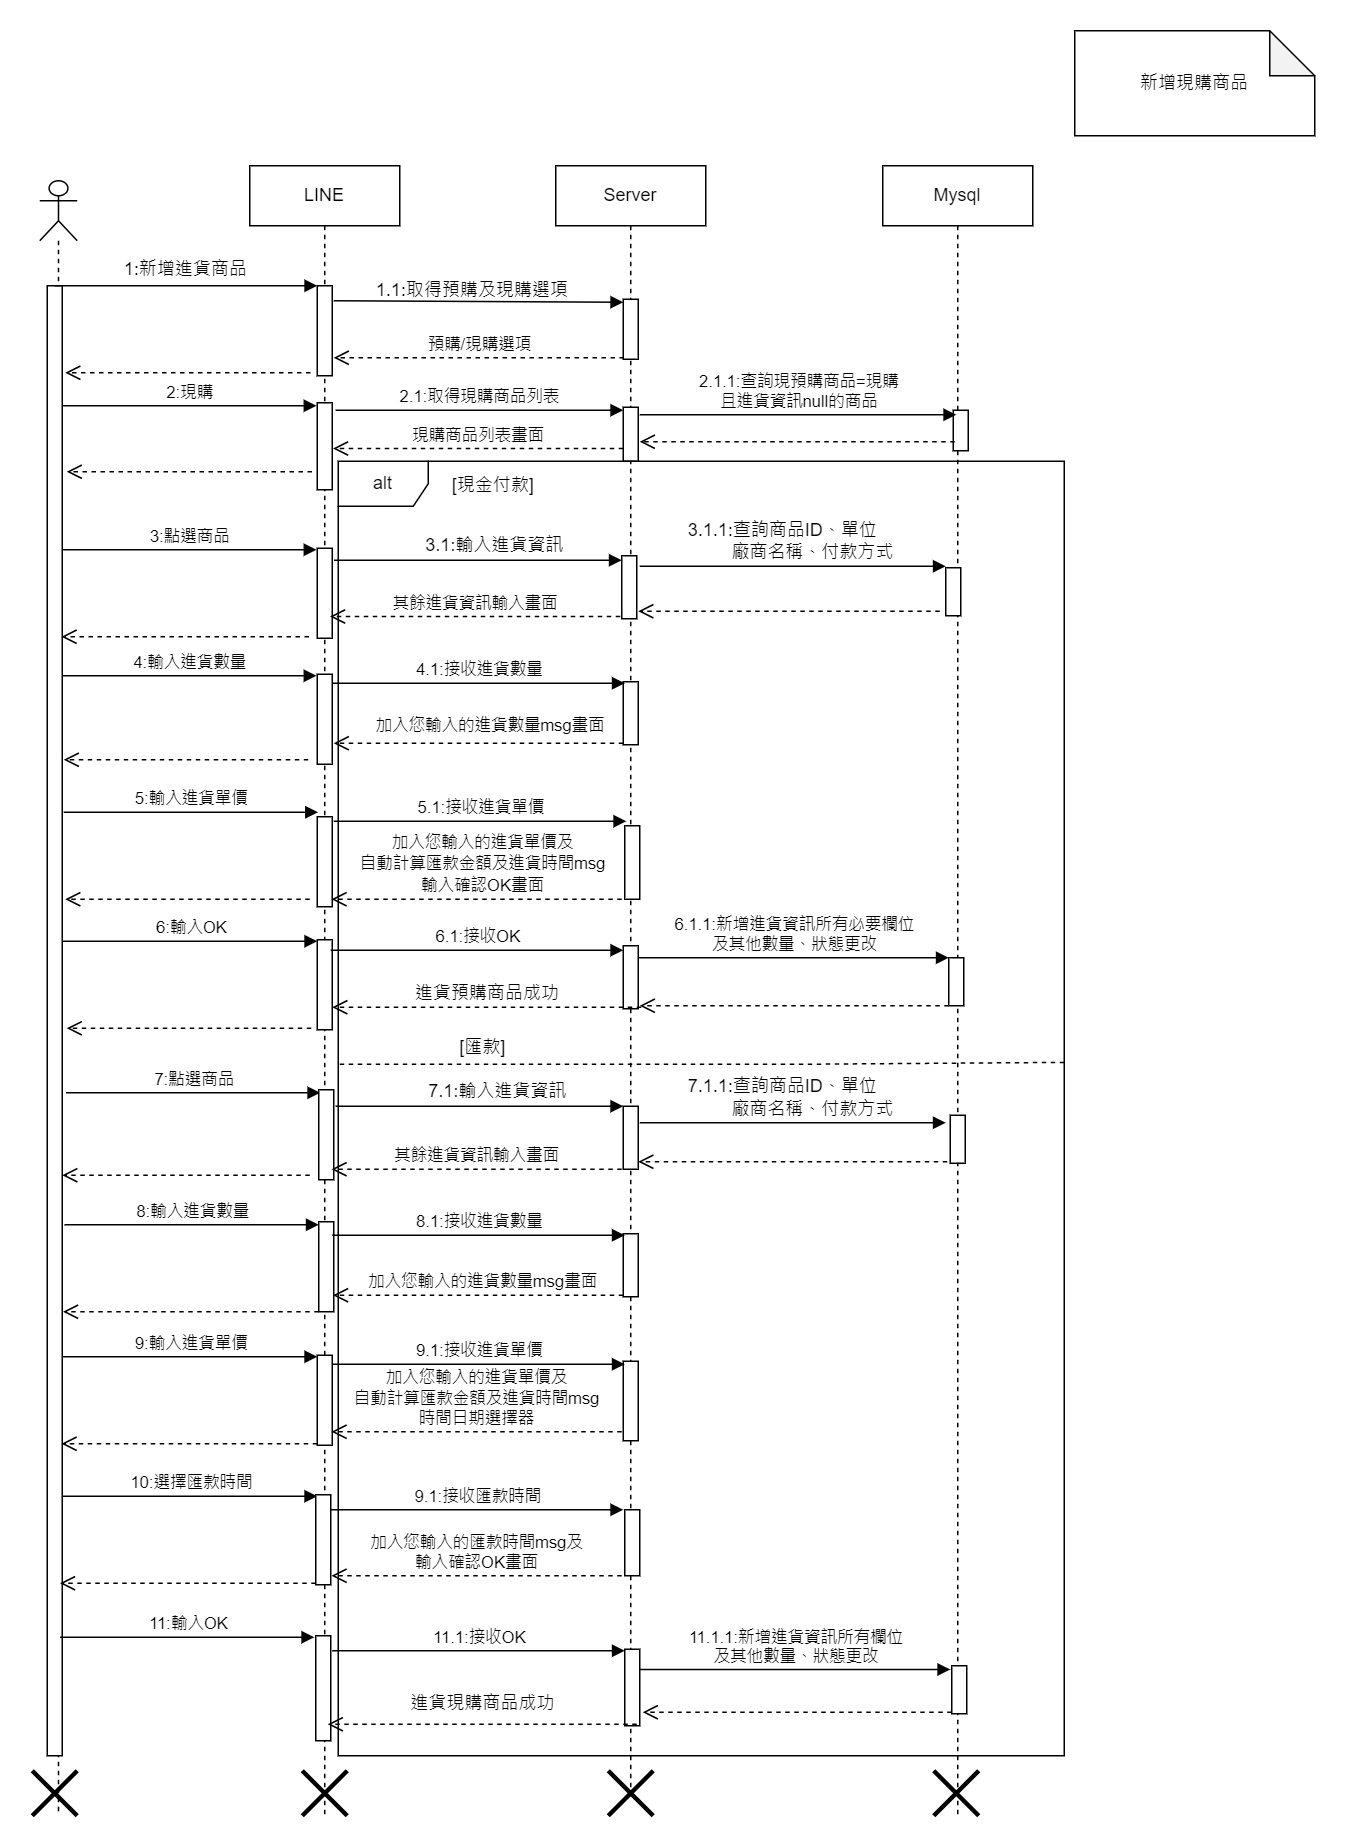 新增現購商品
LINE
Server
Mysql
1:新增進貨商品
1.1:取得預購及現購選項
預購/現購選項
2:現購
2.1:取得現購商品列表
2.1.1:查詢現預購商品=現購
且進貨資訊null的商品
現購商品列表畫面
alt
[現金付款]
3:點選商品
3.1:輸入進貨資訊
3.1.1:查詢商品ID、單位
廠商名稱、付款方式
其餘進貨資訊輸入畫面
4:輸入進貨數量
4.1:接收進貨數量
加入您輸入的進貨數量msg畫面
5:輸入進貨單價
5.1:接收進貨單價
加入您輸入的進貨單價及
自動計算匯款金額及進貨時間msg
輸入確認OK畫面
6:輸入OK
6.1:接收OK
6.1.1:新增進貨資訊所有必要欄位
及其他數量、狀態更改
進貨預購商品成功
[匯款]
7:點選商品
7.1:輸入進貨資訊
7.1.1:查詢商品ID、單位
廠商名稱、付款方式
其餘進貨資訊輸入畫面
8:輸入進貨數量
8.1:接收進貨數量
加入您輸入的進貨數量msg畫面
9:輸入進貨單價
9.1:接收進貨單價
加入您輸入的進貨單價及
自動計算匯款金額及進貨時間msg
時間日期選擇器
10:選擇匯款時間
9.1:接收匯款時間
加入您輸入的匯款時間msg及
輸入確認OK畫面
11:輸入OK
11.1:接收OK
11.1.1:新增進貨資訊所有欄位
及其他數量、狀態更改
進貨現購商品成功